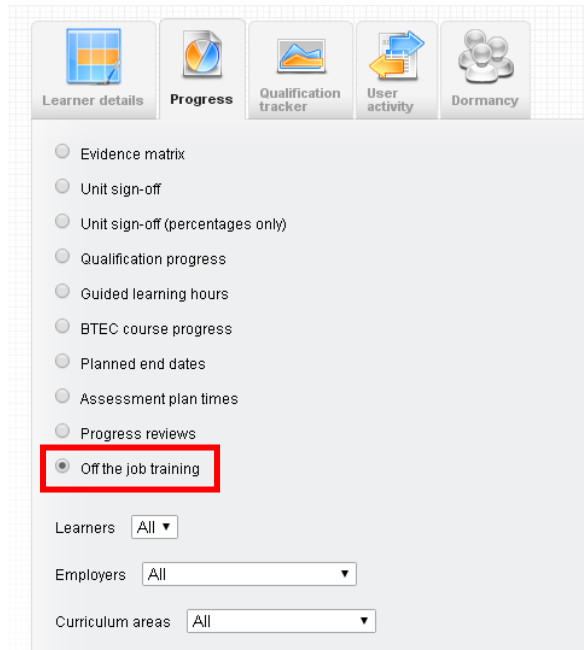 Learner details
Progress
Qualification
tracker
User
activity
Dormancy
Evidence matrix
Unit sign-off
Unit sign-off (percentages only)
Qualification progress
Guided learning hours
BTEC course progress
Planned end dates
Assessment plan times
Progress reviews
Off the job training
Learners All
Employers All
Curriculum areas All